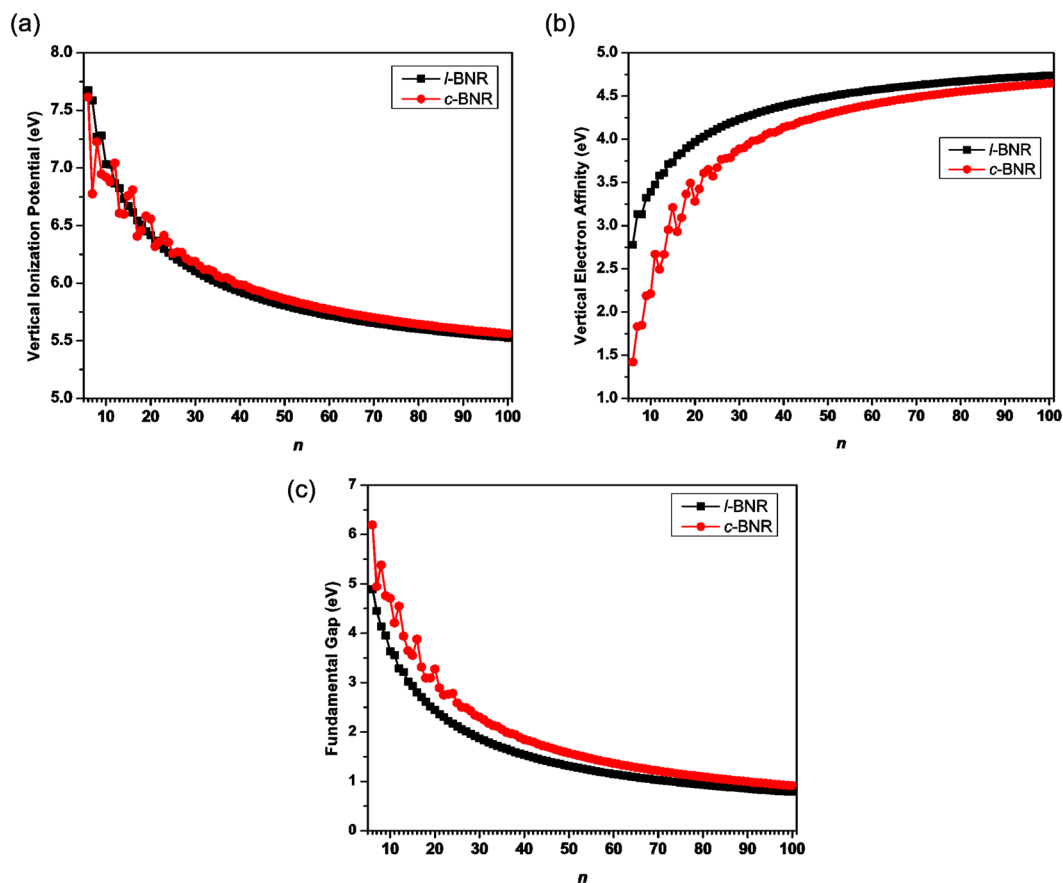 (a)
8.0
7.5
7.0
6.5
6.0
5.5
5.0
Vertical Ionization Potential (eV)
l-BNR
c-BNR
10 20 30 40 50 60 70 80 90 100
n
(b)
5.0
4.5
4.0
3.5
3.0
2.5
2.0
1.5
1.0
Vertical Electron Affinity (eV)
l-BNR
c-BNR
10 20 30 40 50 60 70 80 90 100
n
(c)
7
6
5
4
3
2
1
0
Fundamental Gap (eV)
l-BNR
c-BNR
10 20 30 40 50 60 70 80 90 100
n